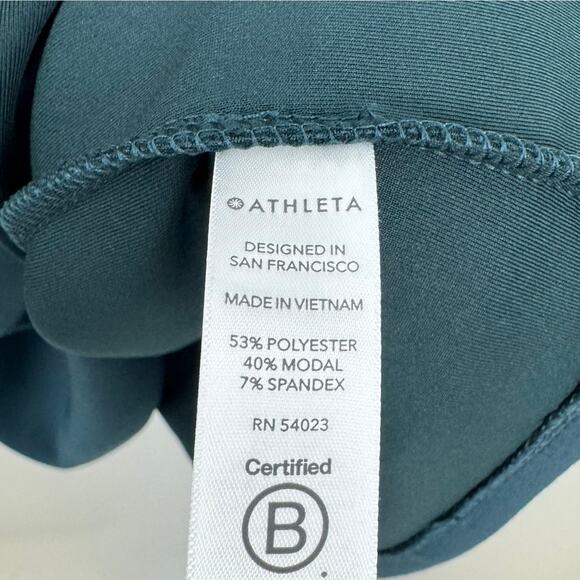 ATHLETA
DESIGNED IN
SAN FRANCISCO
MADE IN VIETNAM
53% POLYESTER
40% MODAL
7% SPANDEX
RN 54023
Certified
B